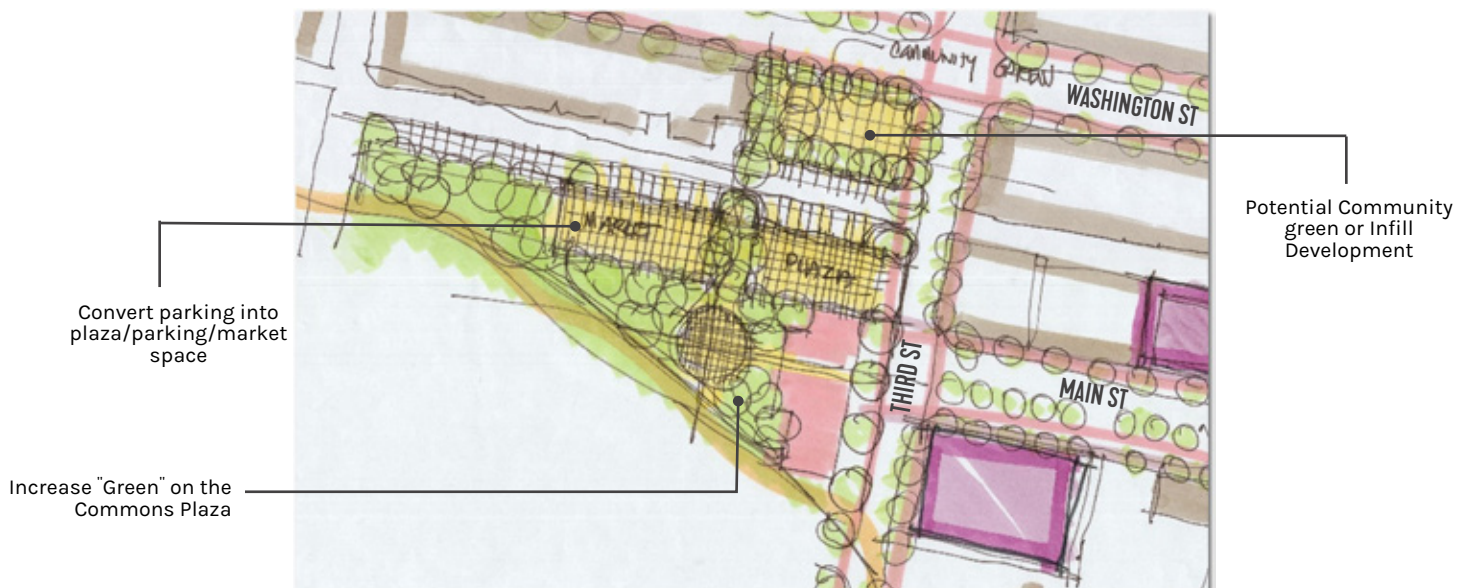 COMMUNITY
GARDEN
WASHINGTON ST
Potential Community
green or Infill
Development
MARKET
PLAZA
Convert parking into
plaza/parking/market
space
THIRD ST
MAIN ST
Increase "Green" on the
Commons Plaza